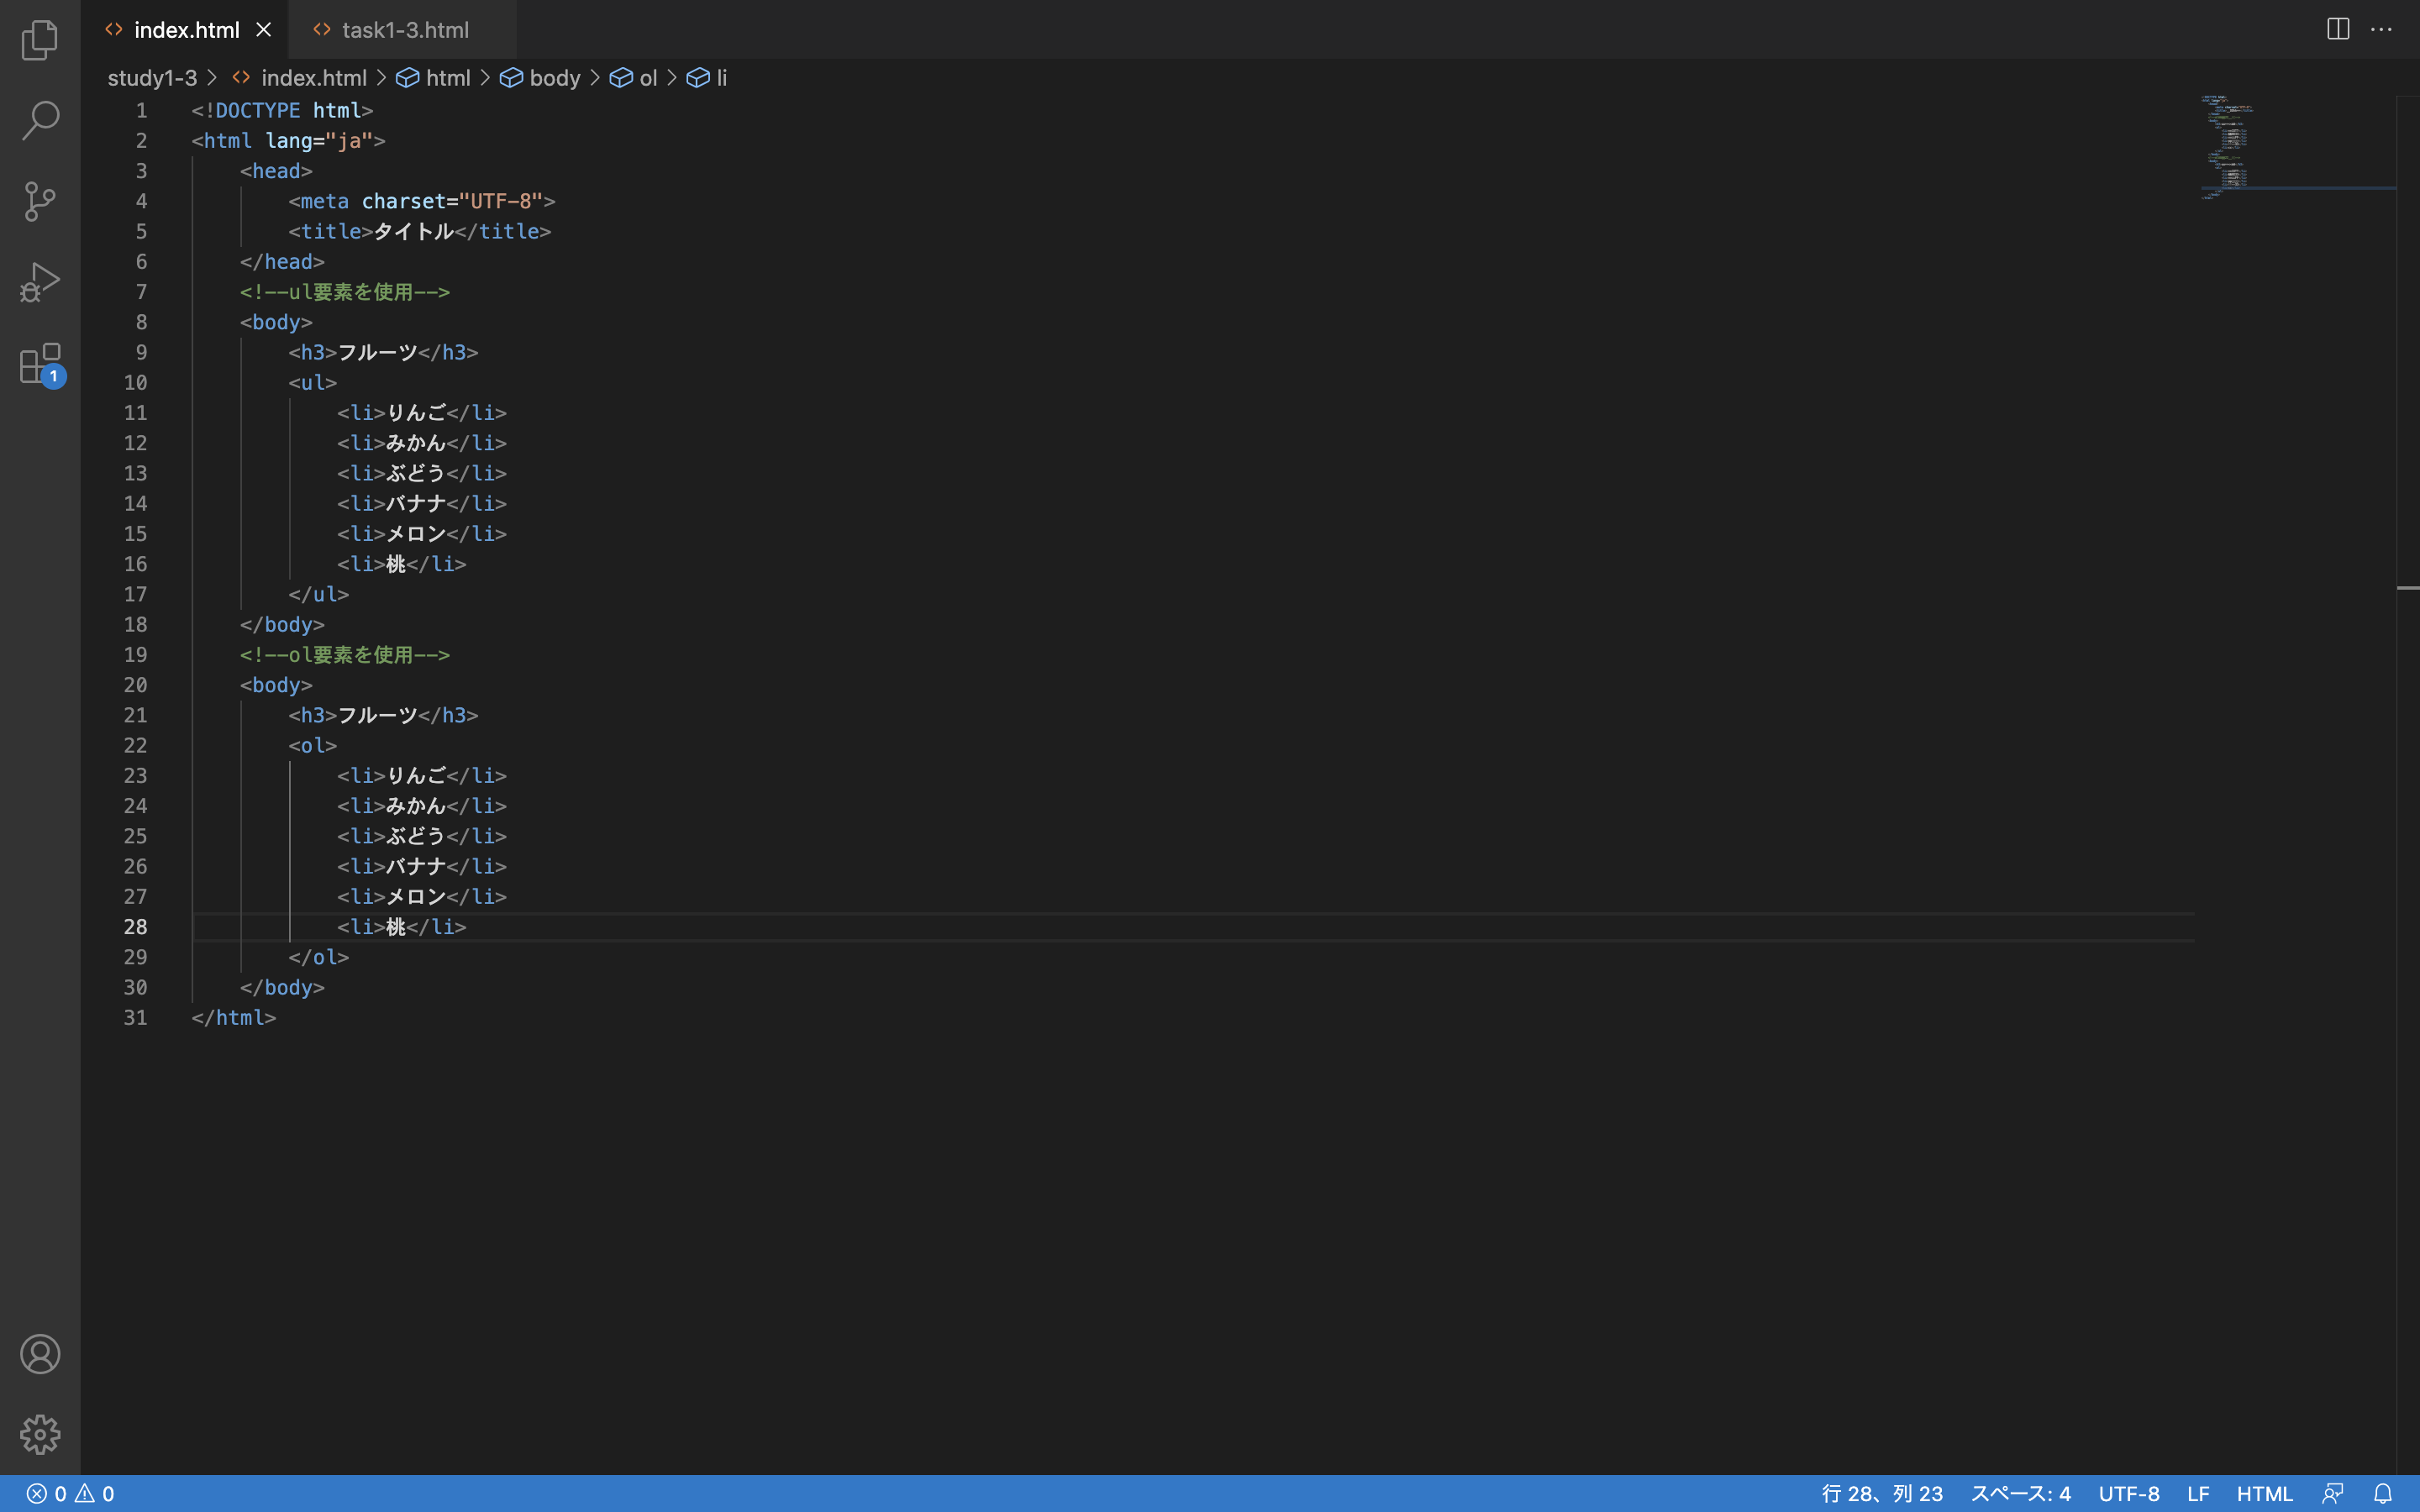 index.html task1-3.html
study1-3 > index.html > html > body > ol > li
1 <!DOCTYPE html>
2 <html lang="ja">
3 <head>
4 <meta charset="UTF-8">
5 <title>タイトル</title>
6 </head>
7 <!--ul要素を使用-->
8 <body>
9 <h3>フルーツ</h3>
10 <ul>
11 <li>りんご</li>
12 <li>みかん</li>
13 <li>ぶどう</li>
14 <li>バナナ</li>
15 <li>メロン</li>
16 <li>桃</li>
17 </ul>
18 </body>
19 <!--ol要素を使用-->
20 <body>
21 <h3>フルーツ</h3>
22 <ol>
23 <li>りんご</li>
24 <li>みかん</li>
25 <li>ぶどう</li>
26 <li>バナナ</li>
27 <li>メロン</li>
28 <li>桃</li>
29 </ol>
30 </body>
31 </html>
1
0 0 行 28、列 23 スペース: 4 UTF-8 LF HTML